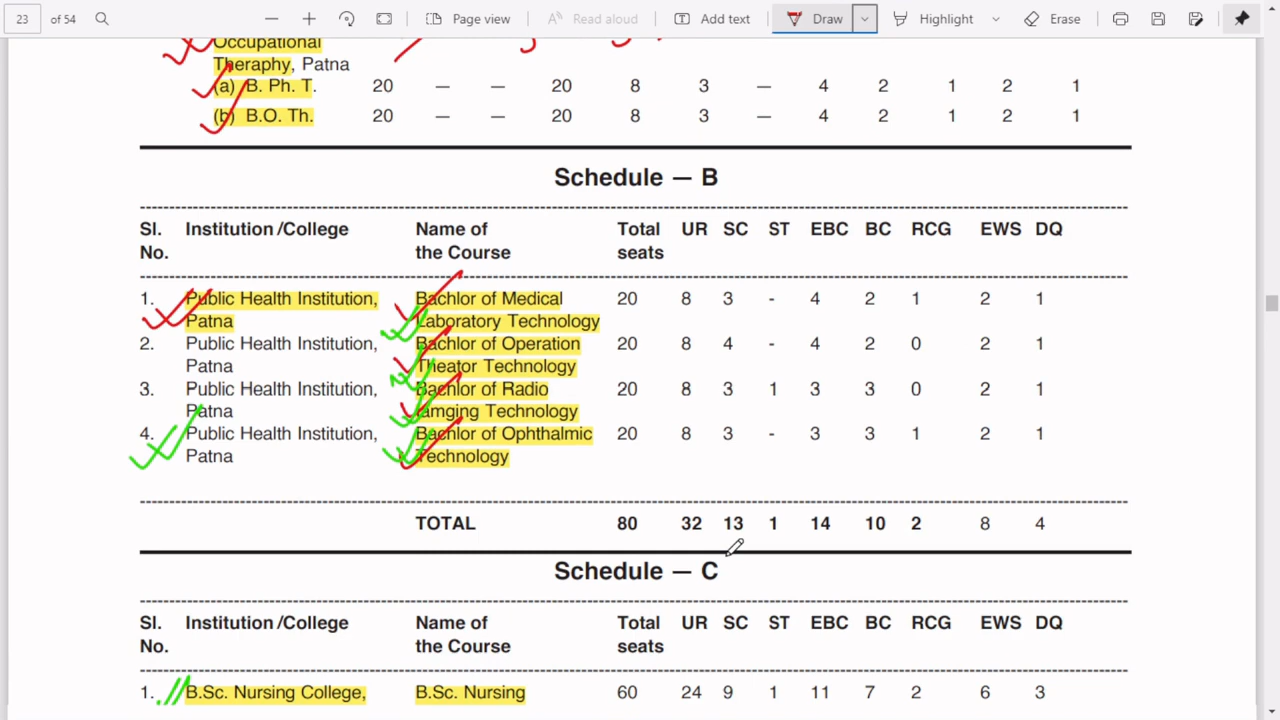 23 of 54 Page view Read aloud Add text Draw Highlight Erase
Occupational
Theraphy, Patna
(a) B. Ph. T. 20 — — 20 8 3 — 4 2 1 2 1
(b) B.O. Th. 20 — — 20 8 3 — 4 2 1 2 1
Schedule — B
Sl. Institution /College Name of Total UR SC ST EBC BC RCG EWS DQ
No. the Course seats
1. Public Health Institution, Bachlor of Medical 20 8 3 - 4 2 1 2 1
Patna Laboratory Technology
2. Public Health Institution, Bachlor of Operation 20 8 4 - 4 2 0 2 1
Patna Theator Technology
3. Public Health Institution, Bachlor of Radio 20 8 3 1 3 3 0 2 1
Patna Iamging Technology
4. Public Health Institution, Bachlor of Ophthalmic 20 8 3 - 3 3 1 2 1
Patna Technology
TOTAL 80 32 13 1 14 10 2 8 4
Schedule — C
Sl. Institution /College Name of Total UR SC ST EBC BC RCG EWS DQ
No. the Course seats
1. B.Sc. Nursing College, B.Sc. Nursing 60 24 9 1 11 7 2 6 3